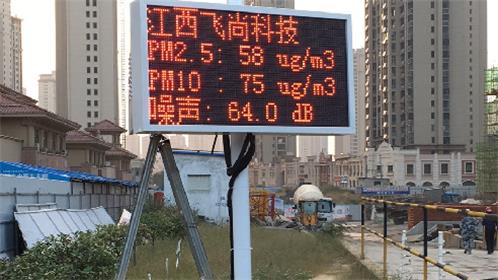 江西飞尚科技
PM2.5: 58 ug/m3
PM10 : 75 ug/m3
噪声: 64.0 dB